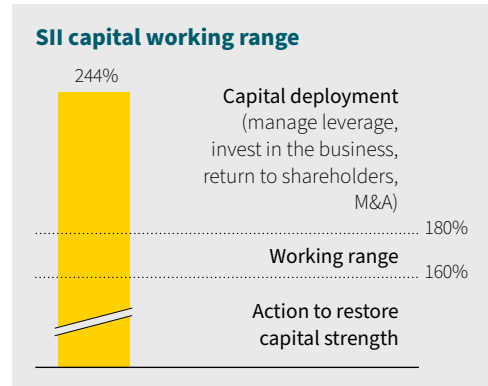 SII capital working range
244%
Capital deployment
(manage leverage,
invest in the business,
return to shareholders,
M&A)
180%
Working range
160%
Action to restore
capital strength